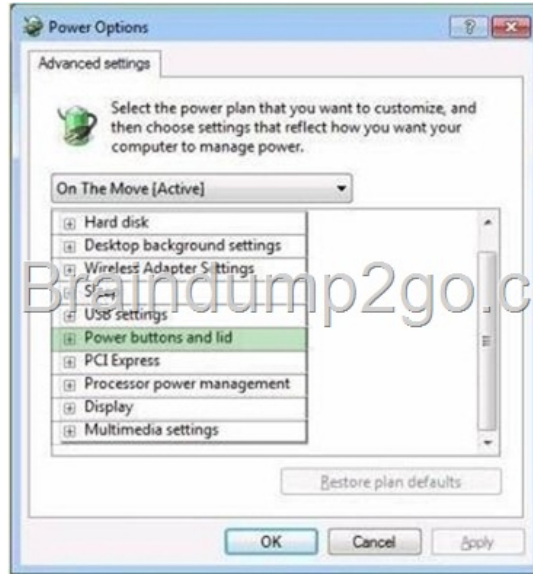 Power Options
Advanced settings
Select the power plan that you want to customize, and
then choose settings that reflect how you want your
computer to manage power.
On The Move [Active]
Hard disk
Desktop background settings
Wireless Adapter Settings
Sleep
Braindump2go.c
USB settings
Power buttons and lid
PCI Express
Processor power management
Display
Multimedia settings
Restore plan defaults
OK Cancel Apply